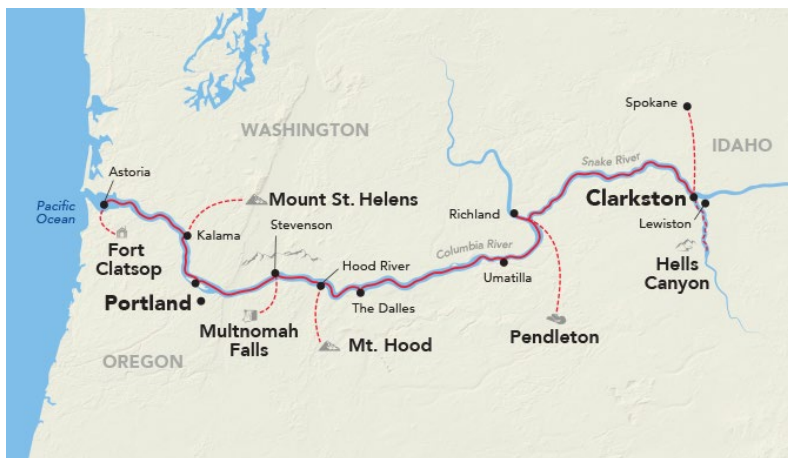 Spokane
WASHINGTON
IDAHO
Snake River
Astoria
Pacific
Ocean
Mount St. Helens
Clarkston
Richland
Lewiston
Stevenson
Kalama
Fort
Clatsop
Columbia River
Hood River
Umatilla
Hells
Canyon
Portland
The Dalles
Multnomah
Falls
Mt. Hood
Pendleton
OREGON